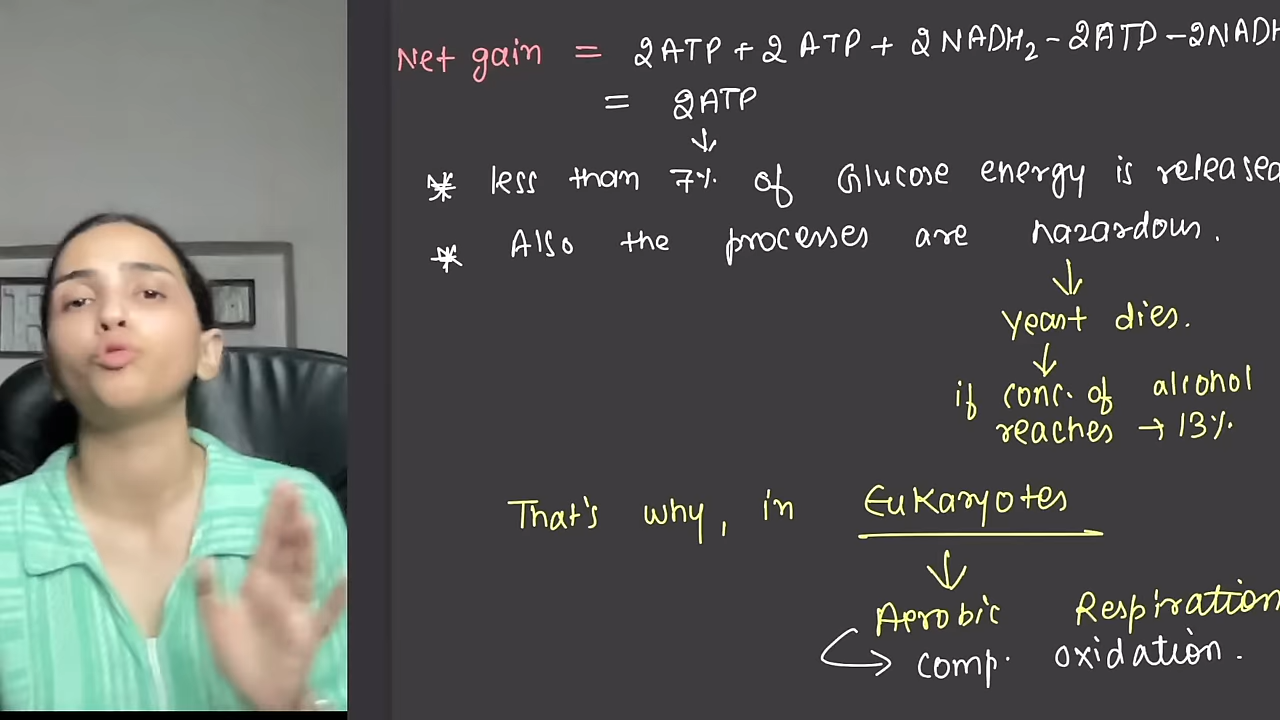 Net gain = 2ATP + 2 ATP + 2 NADH₂ - 2ATP - 2NADH
= 2ATP
↓
* less than 7% of Glucose energy is released
* Also the processes are hazardous.
↓
Yeast dies.
↓
if conc. of alcohol
reaches → 13%
That's why, in Eukaryotes
↓
Aerobic Respiration
→ comp. oxidation.